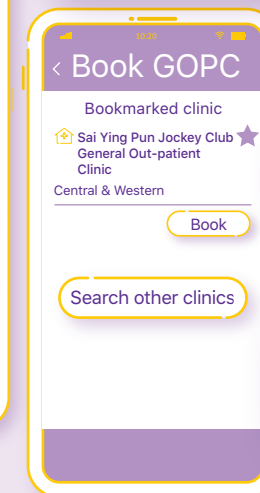 10:20
Book GOPC
Bookmarked clinic
Sai Ying Pun Jockey Club
General Out-patient
Clinic
Central & Western
Book
Search other clinics